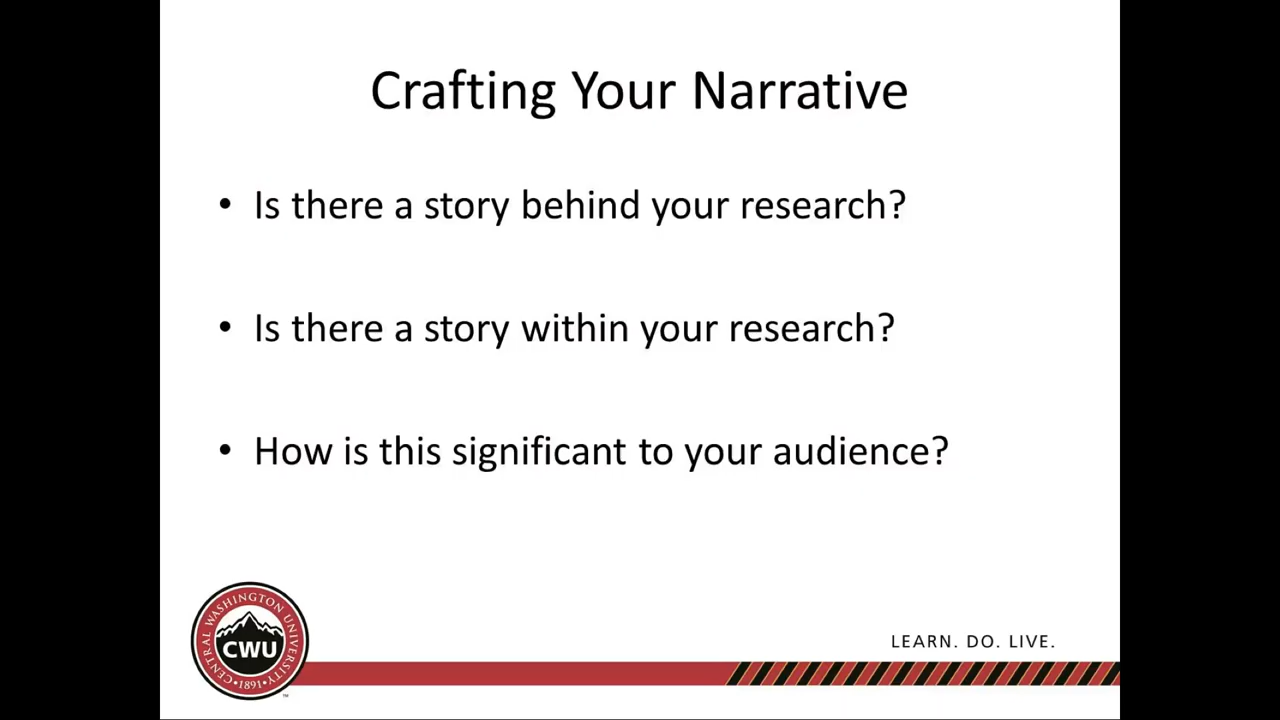 Crafting Your Narrative
• Is there a story behind your research?
• Is there a story within your research?
• How is this significant to your audience?
CENTRAL WASHINGTON UNIVERSITY
CWU
•1891•
™
LEARN. DO. LIVE.